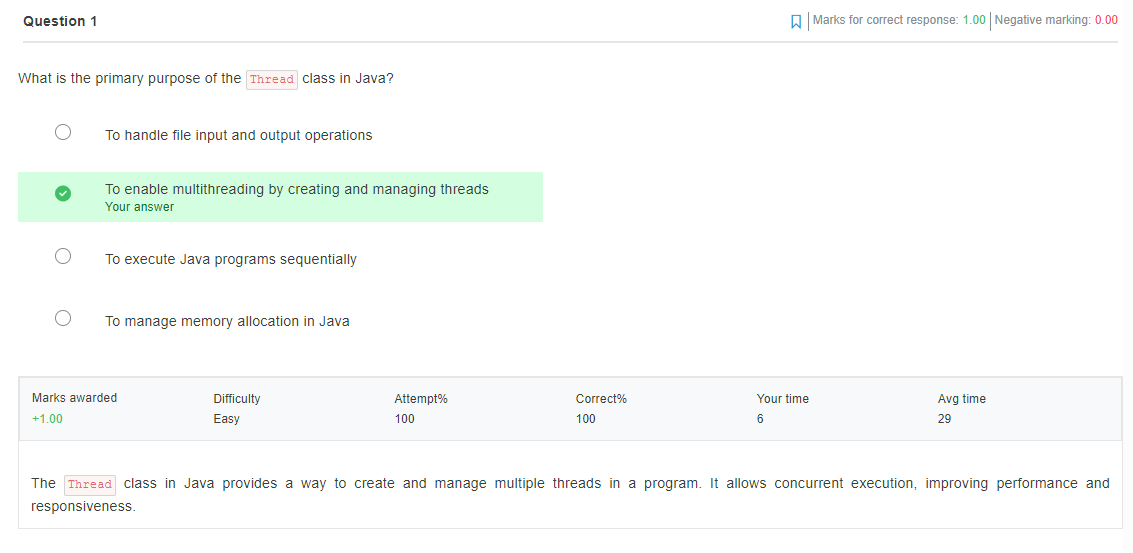 Question 1
Marks for correct response: 1.00 Negative marking: 0.00
What is the primary purpose of the Thread class in Java?
To handle file input and output operations
To enable multithreading by creating and managing threads
Your answer
To execute Java programs sequentially
To manage memory allocation in Java
Marks awarded Difficulty Attempt% Correct% Your time Avg time
+1.00 Easy 100 100 6 29
The Thread class in Java provides a way to create and manage multiple threads in a program. It allows concurrent execution, improving performance and
responsiveness.